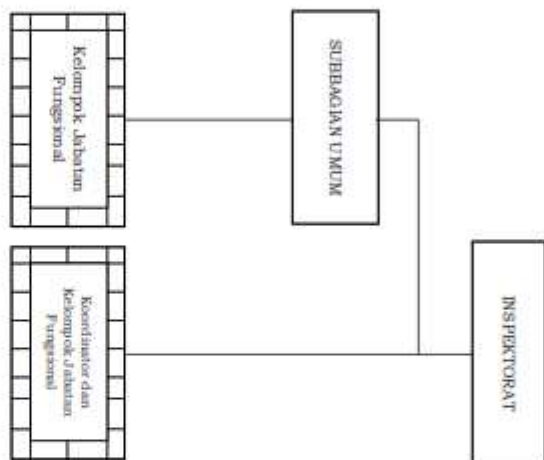 INSPEKTORAT
SUBBAGIAN UMUM
Kelompok Jabatan
Fungsional
Koordinator dan
Kelompok Jabatan
Fungsional